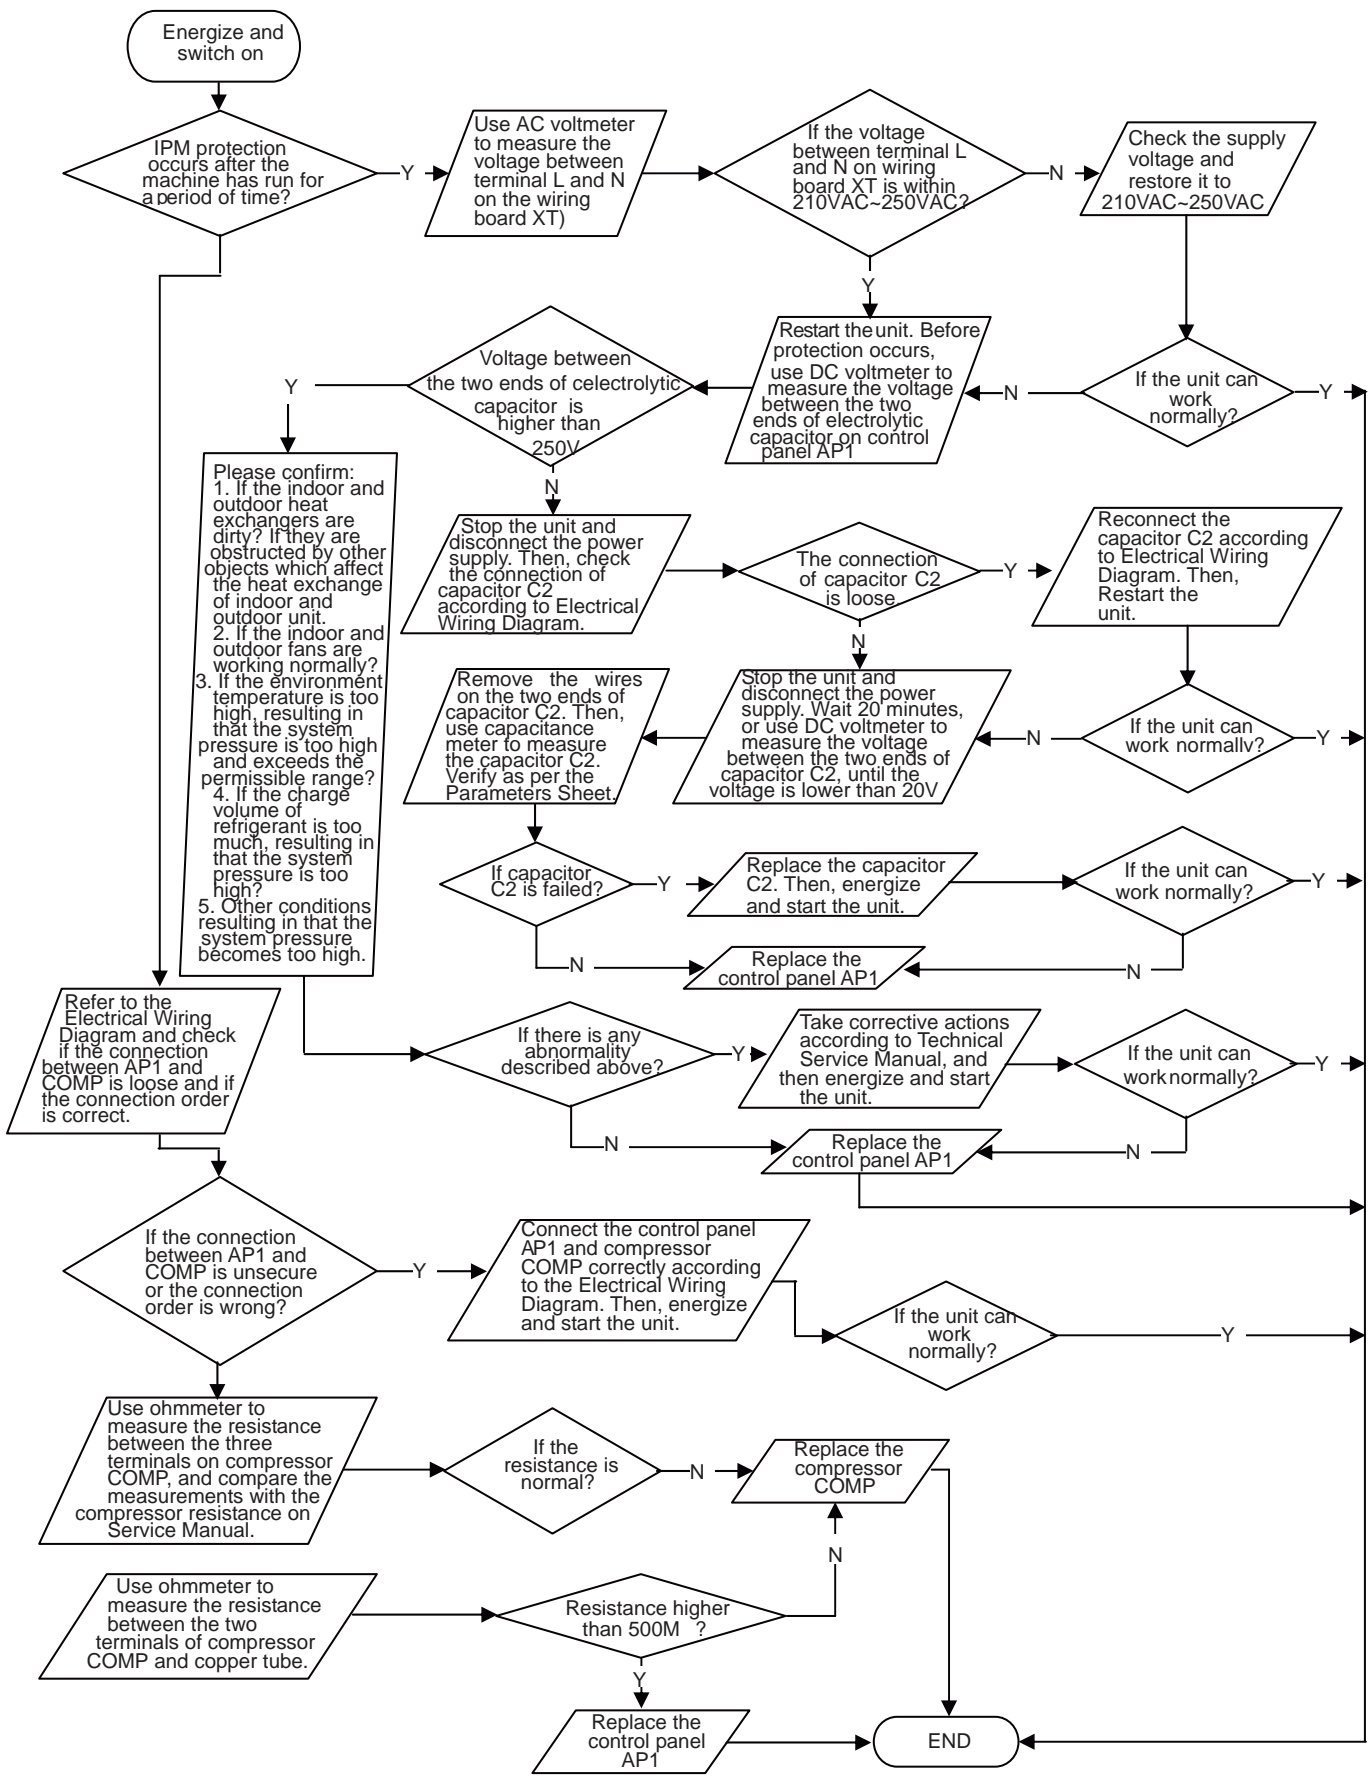 Energize and
switch on
IPM protection
occurs after the
machine has run for
a period of time?
Y
Use AC voltmeter
to measure the
voltage between
terminal L and N
on the wiring
board XT)
If the voltage
between terminal L
and N on wiring
board XT is within
210VAC~250VAC?
N
Check the supply
voltage and
restore it to
210VAC~250VAC
Y
If the unit can
work
normally?
Y
N
Restart the unit. Before
protection occurs,
use DC voltmeter to
measure the voltage
between the two
ends of electrolytic
capacitor on control
panel AP1
Voltage between
the two ends of celectrolytic
capacitor is
higher than
250V
Y
N
Please confirm:
1. If the indoor and
outdoor heat
exchangers are
dirty? If they are
obstructed by other
objects which affect
the heat exchange
of indoor and
outdoor unit.
2. If the indoor and
outdoor fans are
working normally?
3. If the environment
temperature is too
high, resulting in
that the system
pressure is too high
and exceeds the
permissible range?
4. If the charge
volume of
refrigerant is too
much, resulting in
that the system
pressure is too
high?
5. Other conditions
resulting in that the
system pressure
becomes too high.
Stop the unit and
disconnect the power
supply. Then, check
the connection of
capacitor C2
according to Electrical
Wiring Diagram.
The connection
of capacitor C2
is loose.
Y
Reconnect the
capacitor C2 according
to Electrical Wiring
Diagram. Then,
Restart the
unit.
N
If the unit can
work normally?
Y
N
Stop the unit and
disconnect the power
supply. Wait 20 minutes,
or use DC voltmeter to
measure the voltage
between the two ends of
capacitor C2, until the
voltage is lower than 20V
Remove the wires
on the two ends of
capacitor C2. Then,
use capacitance
meter to measure
the capacitor C2.
Verify as per the
Parameters Sheet.
If capacitor
C2 is failed?
Y
Replace the capacitor
C2. Then, energize
and start the unit.
If the unit can
work normally?
Y
N
Replace the
control panel AP1
N
If there is any
abnormality
described above?
Y
Take corrective actions
according to Technical
Service Manual, and
then energize and start
the unit.
If the unit can
work normally?
Y
N
Replace the
control panel AP1
N
Refer to the
Electrical Wiring
Diagram and check
if the connection
between AP1 and
COMP is loose and if
the connection order
is correct.
If the connection
between AP1 and
COMP is unsecure
or the connection
order is wrong?
Y
Connect the control panel
AP1 and compressor
COMP correctly according
to the Electrical Wiring
Diagram. Then, energize
and start the unit.
If the unit can
work
normally?
Y
Use ohmmeter to
measure the resistance
between the three
terminals on compressor
COMP, and compare the
measurements with the
compressor resistance on
Service Manual.
If the
resistance is
normal?
N
Replace the
compressor
COMP
N
Use ohmmeter to
measure the resistance
between the two
terminals of compressor
COMP and copper tube.
Resistance higher
than 500M ?
Y
Replace the
control panel
AP1
END